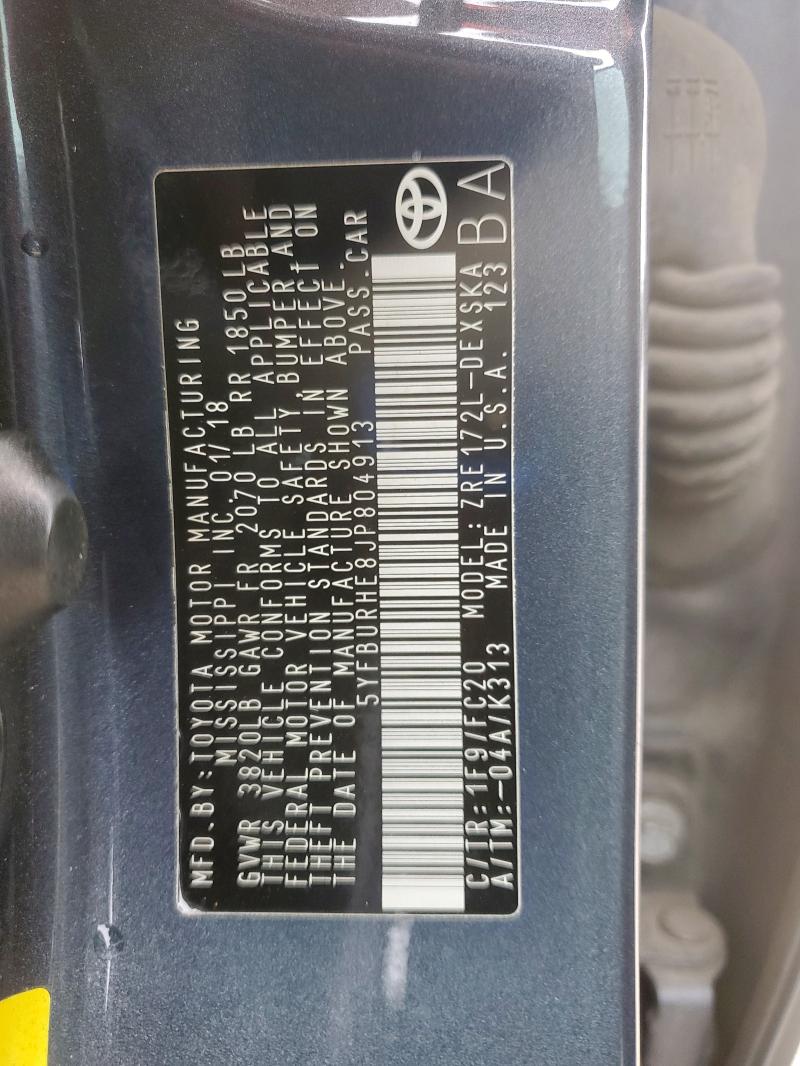 MFD.BY:TOYOTA MOTOR MANUFACTURING
MISSISSIPPI INC.01/18
GVWR 3820LB GAWR FR 2070 LB RR 1850LB
THIS VEHICLE CONFORMS TO ALL APPLICABLE
FEDERAL MOTOR VEHICLE SAFETY, BUMPER AND
THEFT PREVENTION STANDARDS IN EFFECT ON
THE DATE OF MANUFACTURE SHOWN ABOVE.
5YFBURHE8JP804913 PASS.CAR
C/TR:1F9/FC20 MODEL:ZRE172L-DEXSKA
A/TM:-04A/K313 MADE IN U.S.A. 123
BA